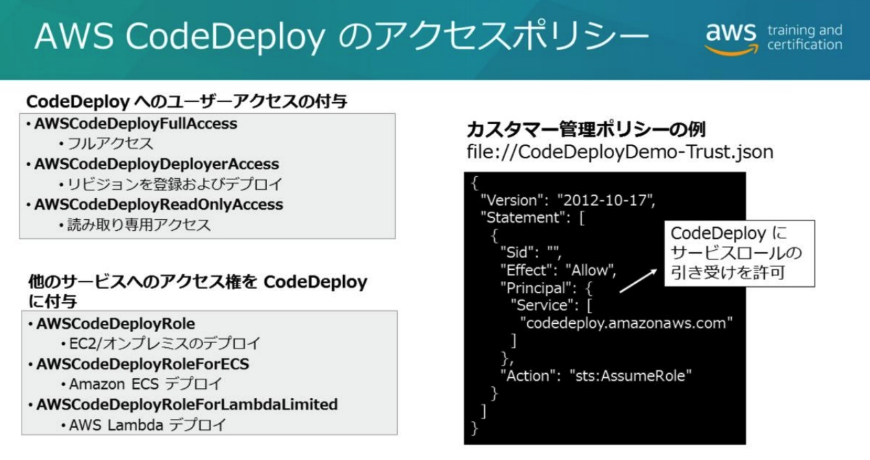 AWS CodeDeploy のアクセスポリシー
aws training and
certification
CodeDeploy へのユーザーアクセスの付与
• AWSCodeDeployFullAccess
• フルアクセス
• AWSCodeDeployDeployerAccess
• リビジョンを登録およびデプロイ
• AWSCodeDeployReadOnlyAccess
• 読み取り専用アクセス
他のサービスへのアクセス権を CodeDeploy
に付与
• AWSCodeDeployRole
• EC2/オンプレミスのデプロイ
• AWSCodeDeployRoleForECS
• Amazon ECS デプロイ
• AWSCodeDeployRoleForLambdaLimited
• AWS Lambda デプロイ
カスタマー管理ポリシーの例
file://CodeDeployDemo-Trust.json
{
"Version": "2012-10-17",
"Statement": [
{
"Sid": "",
"Effect": "Allow",
"Principal": {
"Service": [
"codedeploy.amazonaws.com"
]
},
"Action": "sts:AssumeRole"
}
]
}
CodeDeploy に
サービスロールの
引き受けを許可